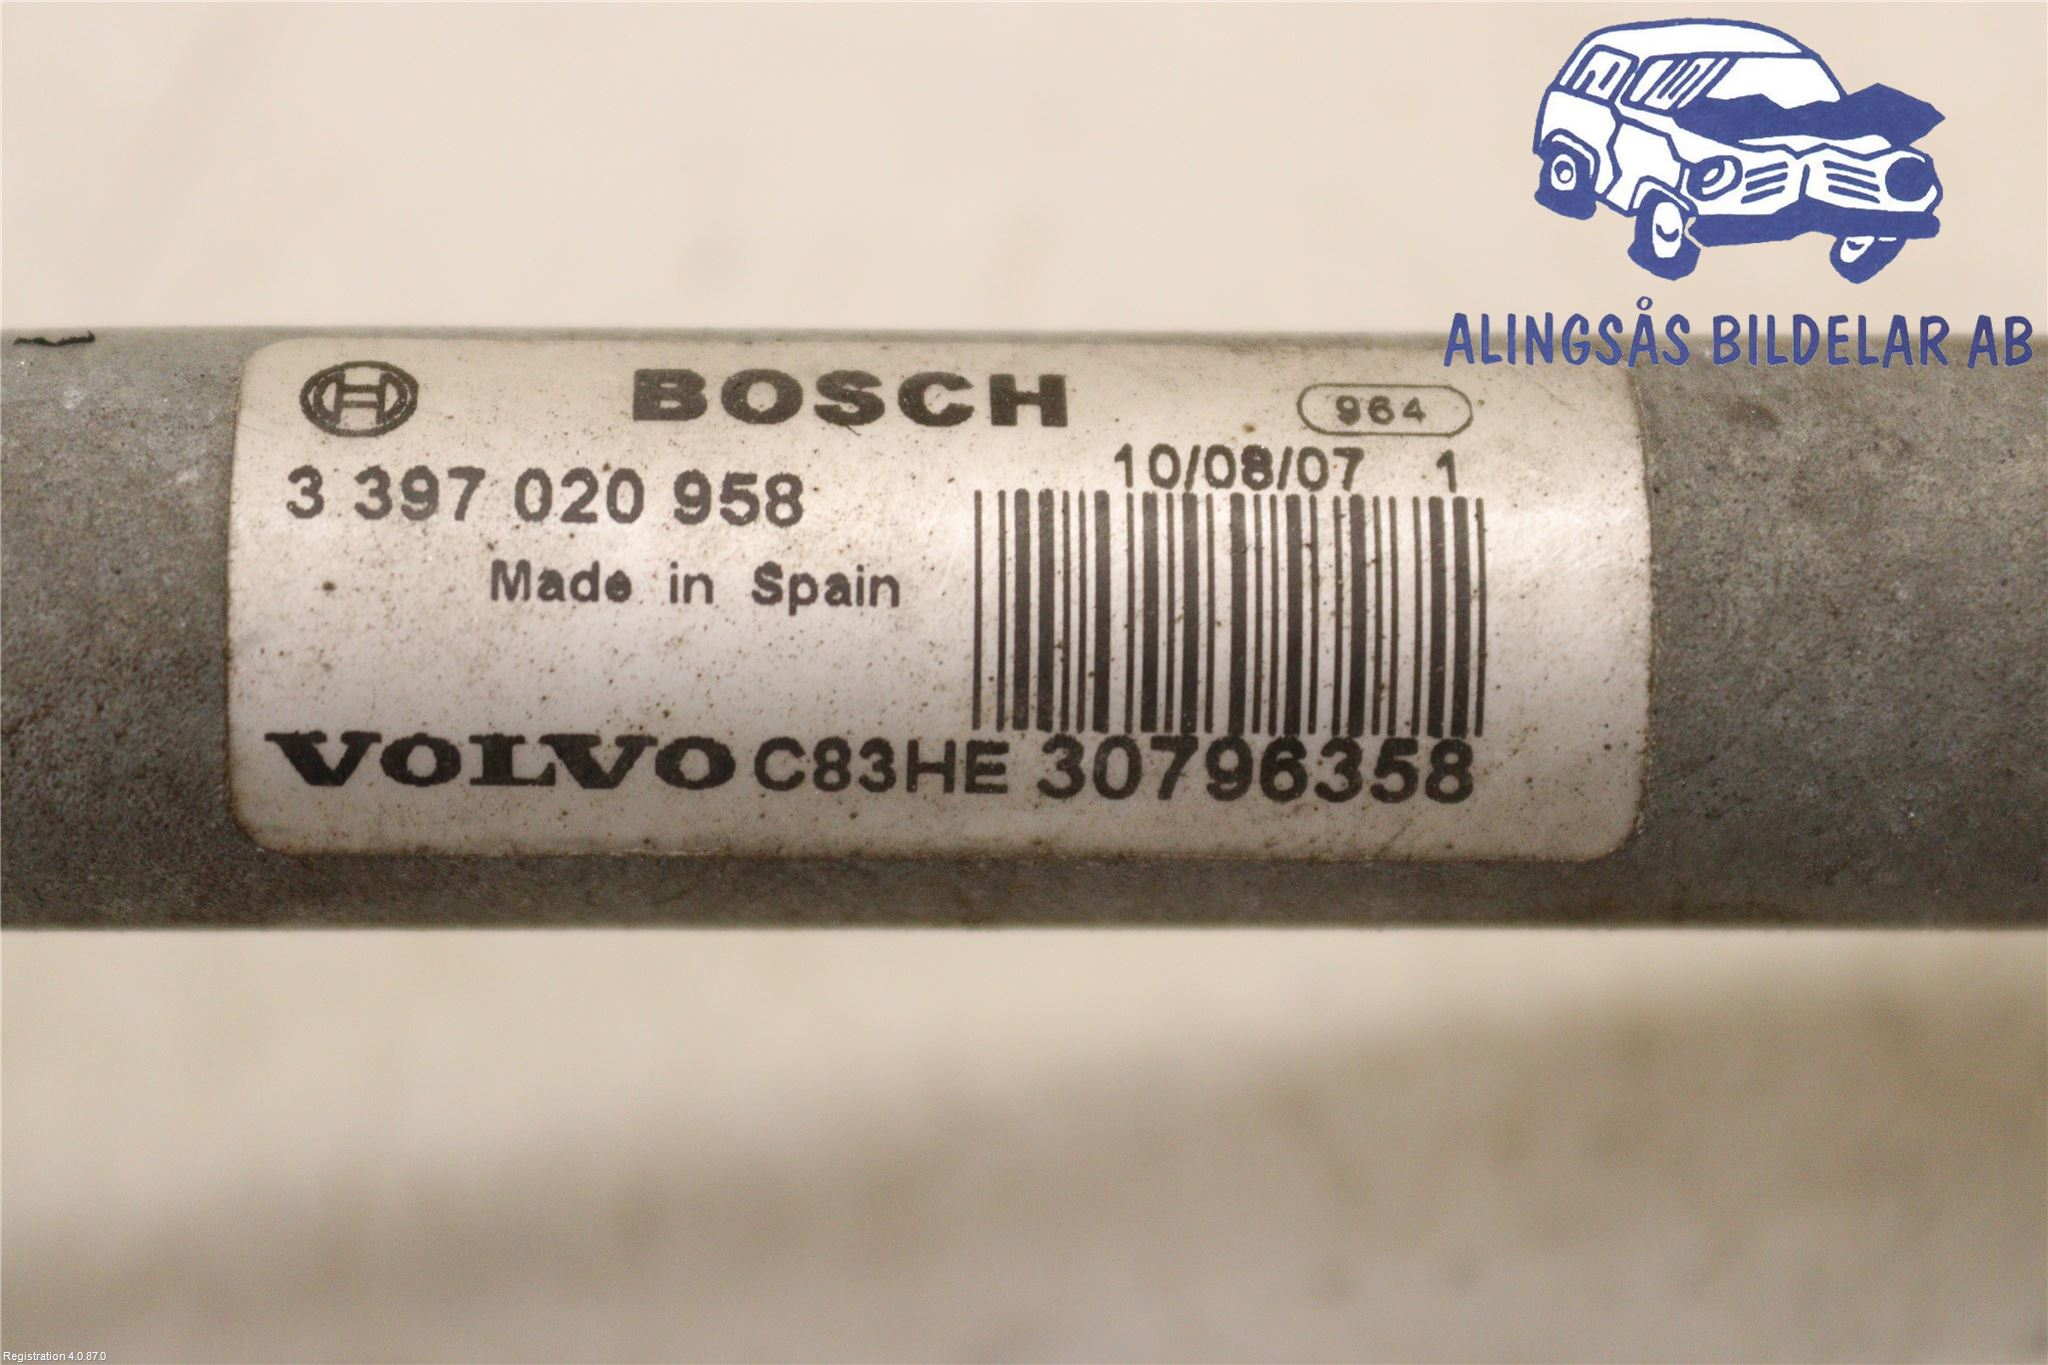 ALINGSÅS BILDELAR AB
BOSCH 964
10/08/07 1
3 397 020 958
Made in Spain
VOLVO C83HE 30796358
Registration 4.0.87.0